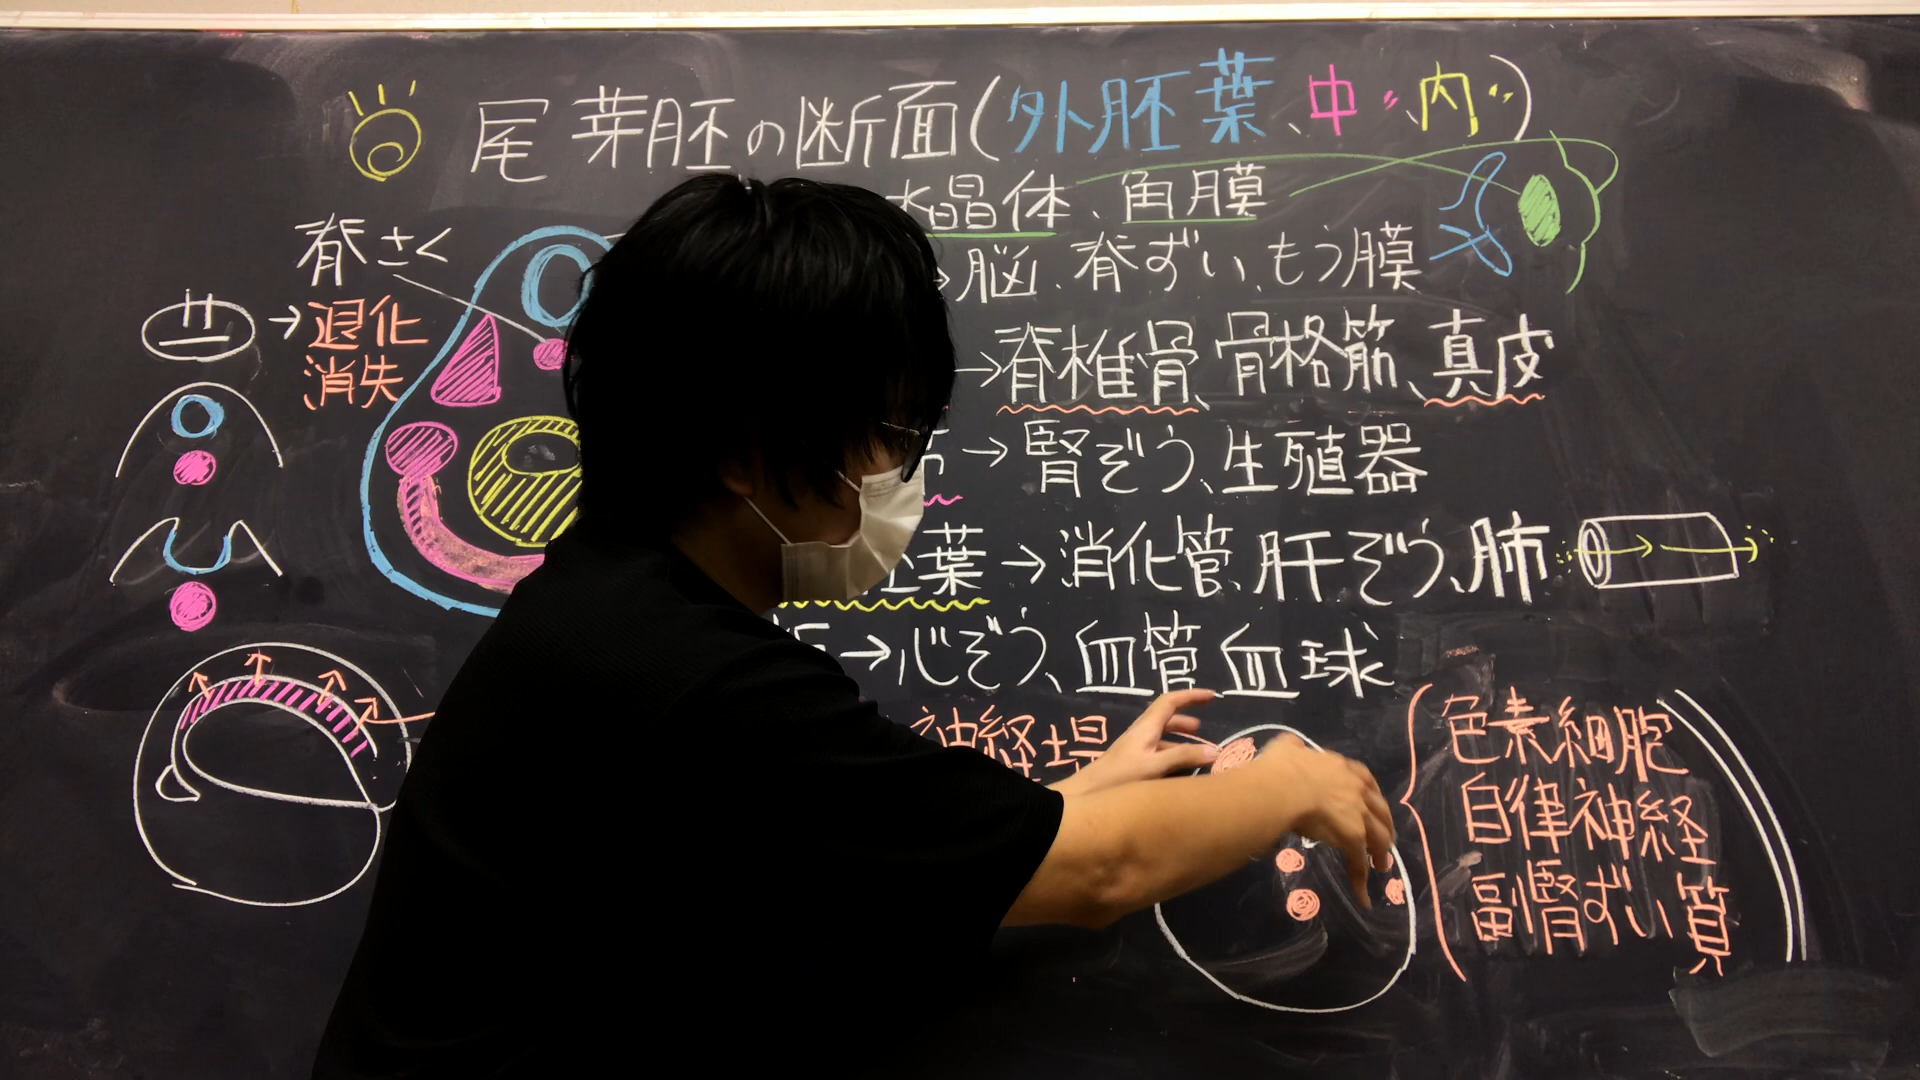 尾芽胚の断面(外胚葉、中〃、内〃)
水晶体、角膜
脊さく
→脳、脊ずい、もう膜
→退化
消失
→脊椎骨、骨格筋、真皮
節→腎ぞう、生殖器
胚葉→消化管、肝ぞう、肺
→心ぞう、血管、血球
神経堤
色素細胞
自律神経
副腎ずい質